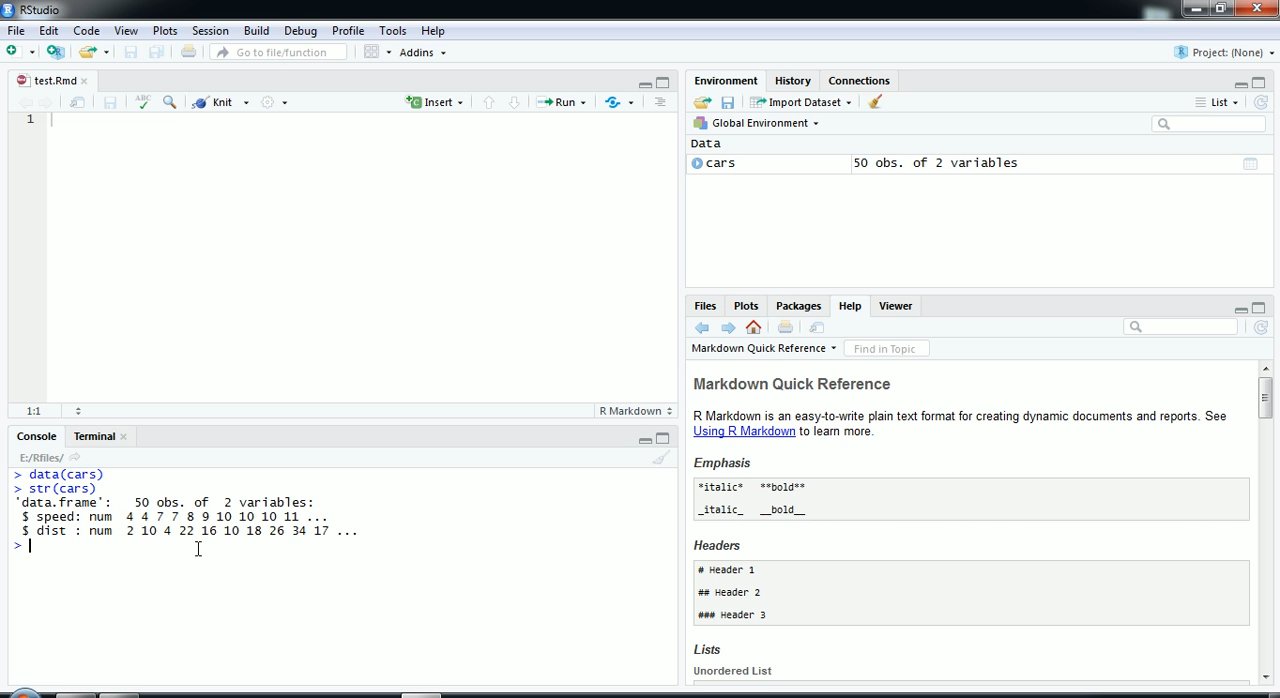 RStudio
File Edit Code View Plots Session Build Debug Profile Tools Help
Go to file/function Addins Project: (None)
test.Rmd
ABC Knit Insert Run
1
1:1 R Markdown
Console Terminal
E:/Rfiles/
> data(cars)
> str(cars)
'data.frame': 50 obs. of 2 variables:
$ speed: num 4 4 7 7 8 9 10 10 10 11 ...
$ dist : num 2 10 4 22 16 10 18 26 34 17 ...
>
Environment History Connections
Import Dataset List
Global Environment
Data
cars 50 obs. of 2 variables
Files Plots Packages Help Viewer
Markdown Quick Reference Find in Topic
Markdown Quick Reference
R Markdown is an easy-to-write plain text format for creating dynamic documents and reports. See
Using R Markdown to learn more.
Emphasis
*italic* **bold**
_italic_ __bold__
Headers
# Header 1
## Header 2
### Header 3
Lists
Unordered List